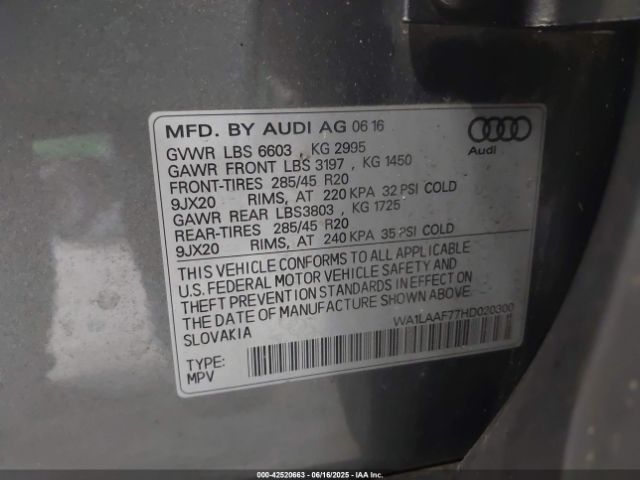 MFD. BY AUDI AG 06 16
Audi
GVWR LBS 6603 , KG 2995
GAWR FRONT LBS 3197 , KG 1450
FRONT-TIRES 285/45 R20
9JX20 RIMS, AT 220 KPA 32 PSI COLD
GAWR REAR LBS3803 , KG 1725
REAR-TIRES 285/45 R20
9JX20 RIMS, AT 240 KPA 35 PSI COLD
THIS VEHICLE CONFORMS TO ALL APPLICABLE
U.S. FEDERAL MOTOR VEHICLE SAFETY AND
THEFT PREVENTION STANDARDS IN EFFECT ON
THE DATE OF MANUFACTURE SHOWN ABOVE.
SLOVAKIA
WA1LAAF77HD020300
TYPE:
MPV
000-42520663 - 06/16/2025 - IAAI Inc.